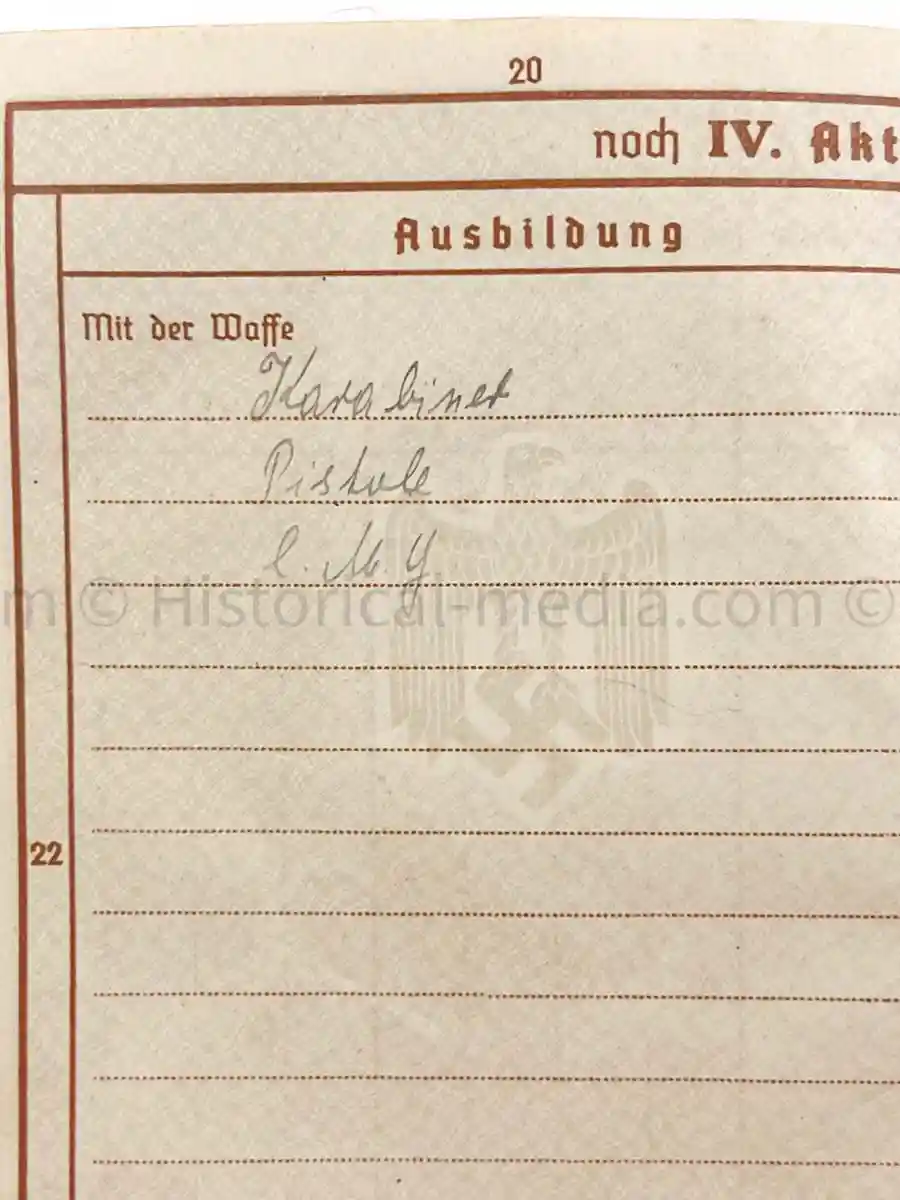 20
noch IV. Akt
Ausbildung
Mit der Waffe
Karabiner
Pistole
l. M. G
m © Historical-media.com ©
22